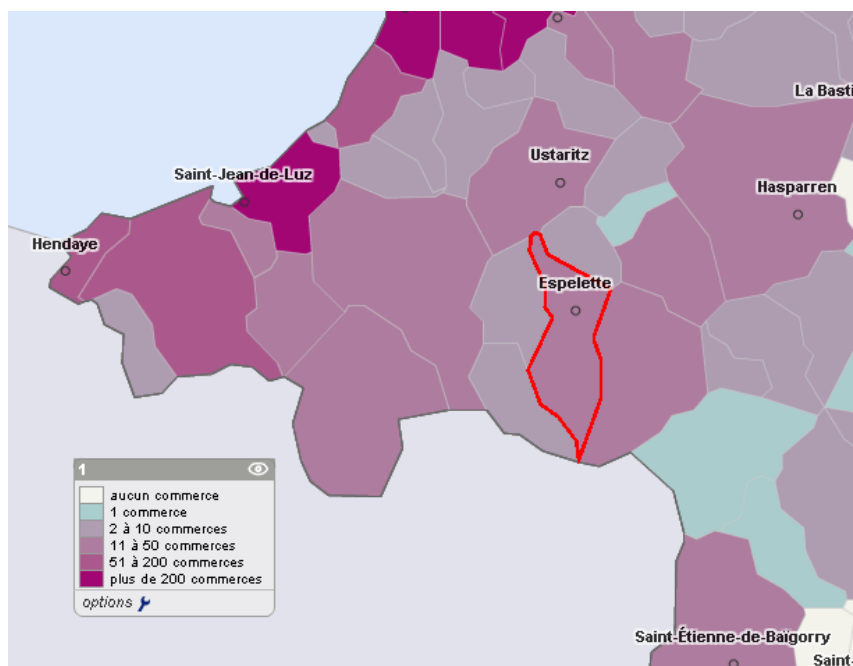 La Basti
Ustaritz
Saint-Jean-de-Luz
Hasparren
Hendaye
Espelette
1
aucun commerce
1 commerce
2 à 10 commerces
11 à 50 commerces
51 à 200 commerces
plus de 200 commerces
options
Saint-Étienne-de-Baïgorry
Saint-